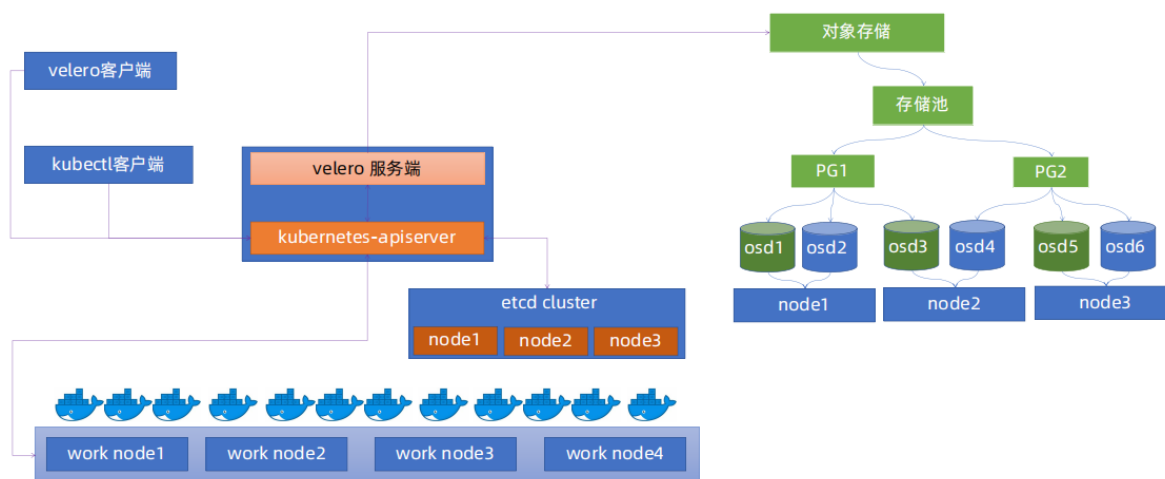 对象存储
velero客户端
存储池
kubectl客户端
velero 服务端
PG1
PG2
kubernetes-apiserver
osd1
osd2
osd3
osd4
osd5
osd6
node1
node2
node3
etcd cluster
node1
node2
node3
work node1
work node2
work node3
work node4